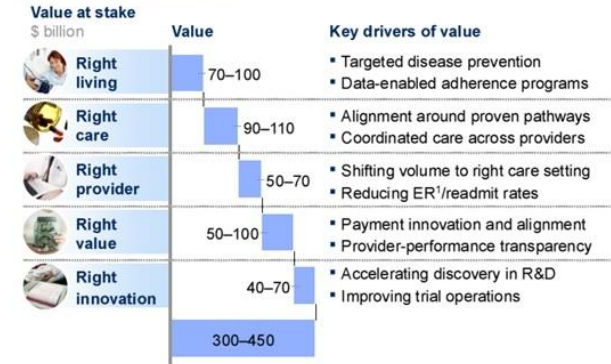 Value at stake
$ billion
Value
Key drivers of value
Right
living
70–100
▪ Targeted disease prevention
▪ Data-enabled adherence programs
Right
care
90–110
▪ Alignment around proven pathways
▪ Coordinated care across providers
Right
provider
50–70
▪ Shifting volume to right care setting
▪ Reducing ER¹/readmit rates
Right
value
50–100
▪ Payment innovation and alignment
▪ Provider-performance transparency
Right
innovation
40–70
▪ Accelerating discovery in R&D
▪ Improving trial operations
300–450